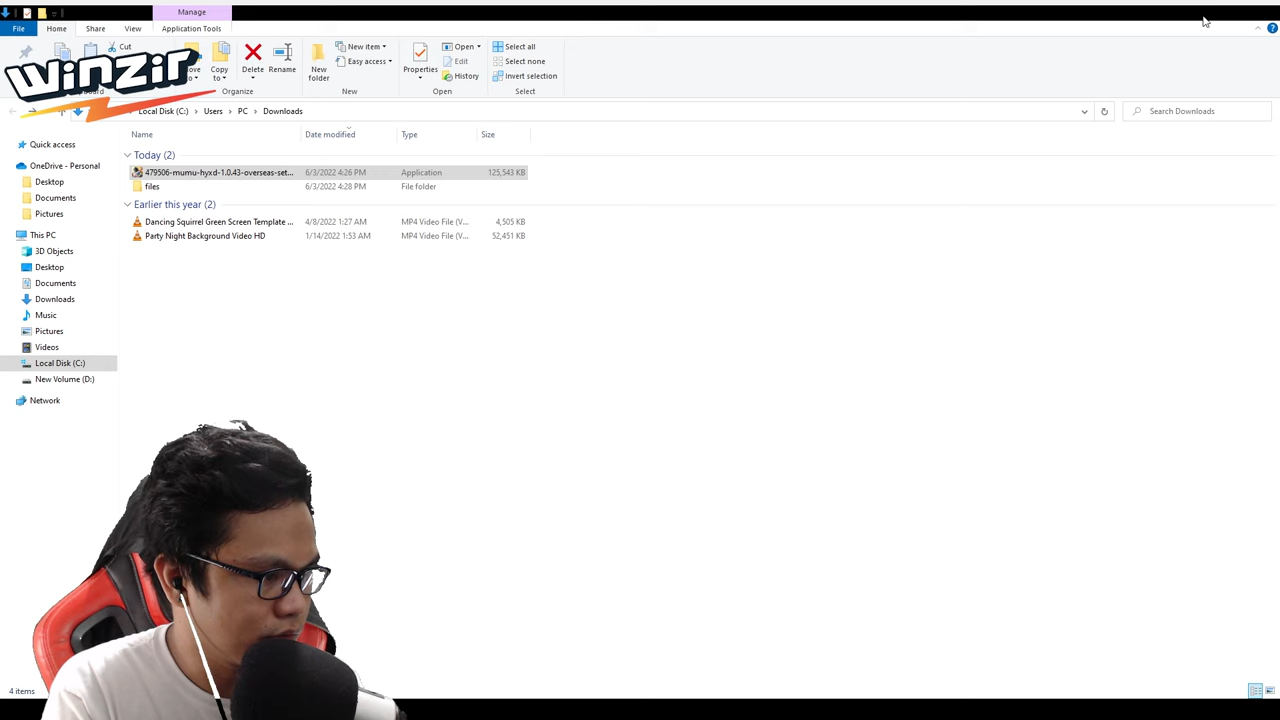 Manage
File
Home
Share
View
Application Tools
Cut
Copy to
Delete
Rename
New folder
New item
Easy access
Properties
Open
Edit
History
Select all
Select none
Invert selection
Organize
New
Open
Select
winzir
Local Disk (C:) > Users > PC > Downloads
Search Downloads
Name
Date modified
Type
Size
Today (2)
479506-mumu-hyxd-1.0.43-overseas-set... 6/3/2022 4:26 PM Application 125,543 KB
files 6/3/2022 4:28 PM File folder
Earlier this year (2)
Dancing Squirrel Green Screen Template ... 4/8/2022 1:27 AM MP4 Video File (V... 4,505 KB
Party Night Background Video HD 1/14/2022 1:53 AM MP4 Video File (V... 52,451 KB
Quick access
OneDrive - Personal
Desktop
Documents
Pictures
This PC
3D Objects
Desktop
Documents
Downloads
Music
Pictures
Videos
Local Disk (C:)
New Volume (D:)
Network
4 items